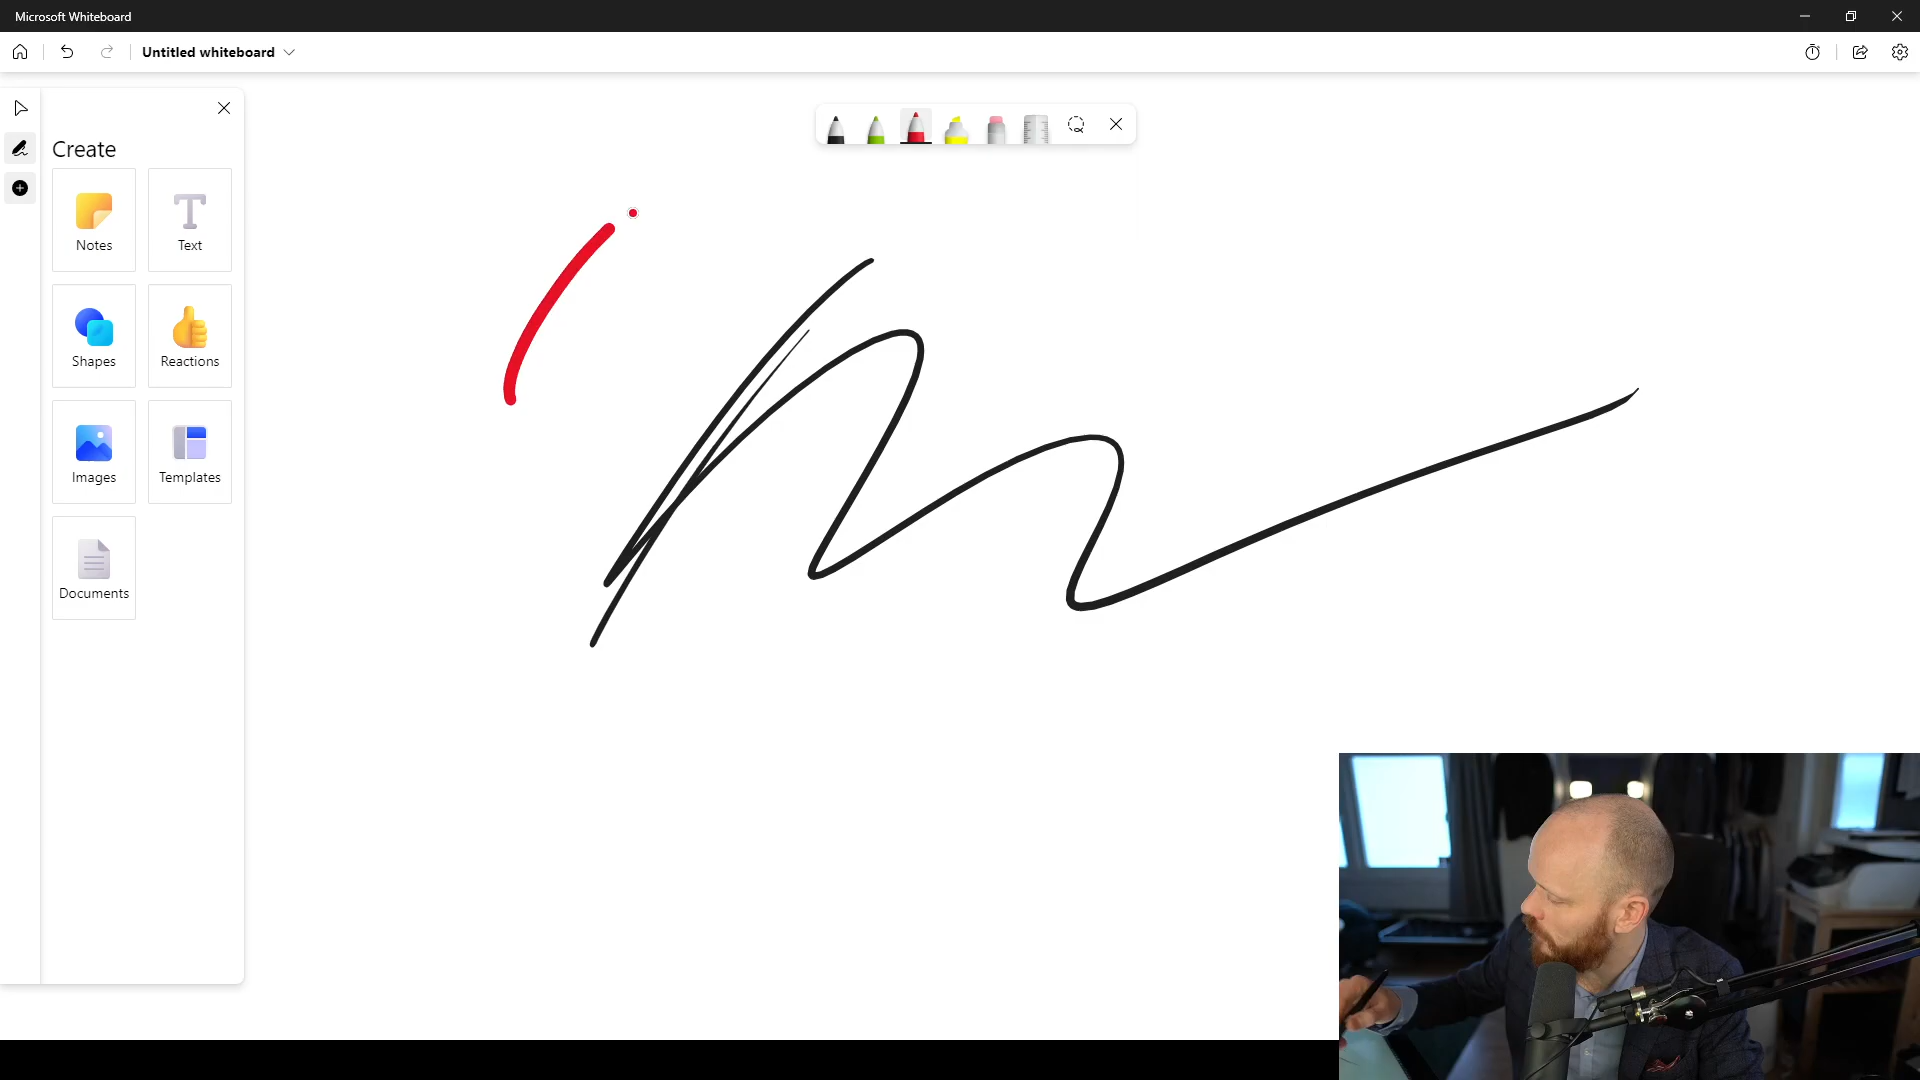 Microsoft Whiteboard
Untitled whiteboard
Create
Notes
Text
Shapes
Reactions
Images
Templates
Documents